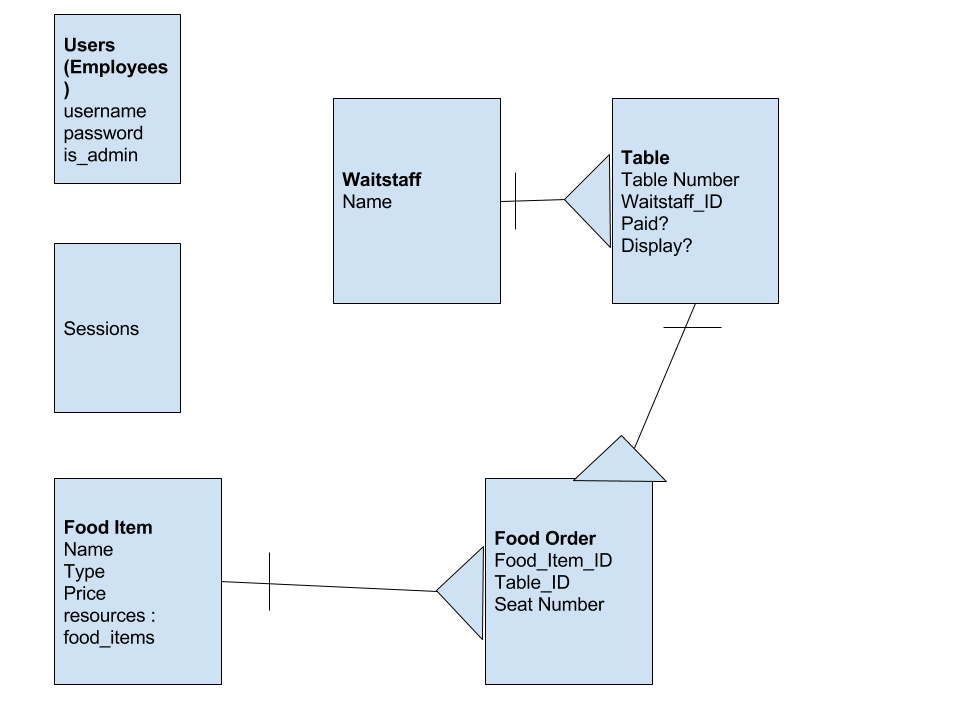 Users
(Employees
)
username
password
is_admin
Waitstaff
Name
Table
Table Number
Waitstaff_ID
Paid?
Display?
Sessions
Food Item
Name
Type
Price
resources :
food_items
Food Order
Food_Item_ID
Table_ID
Seat Number